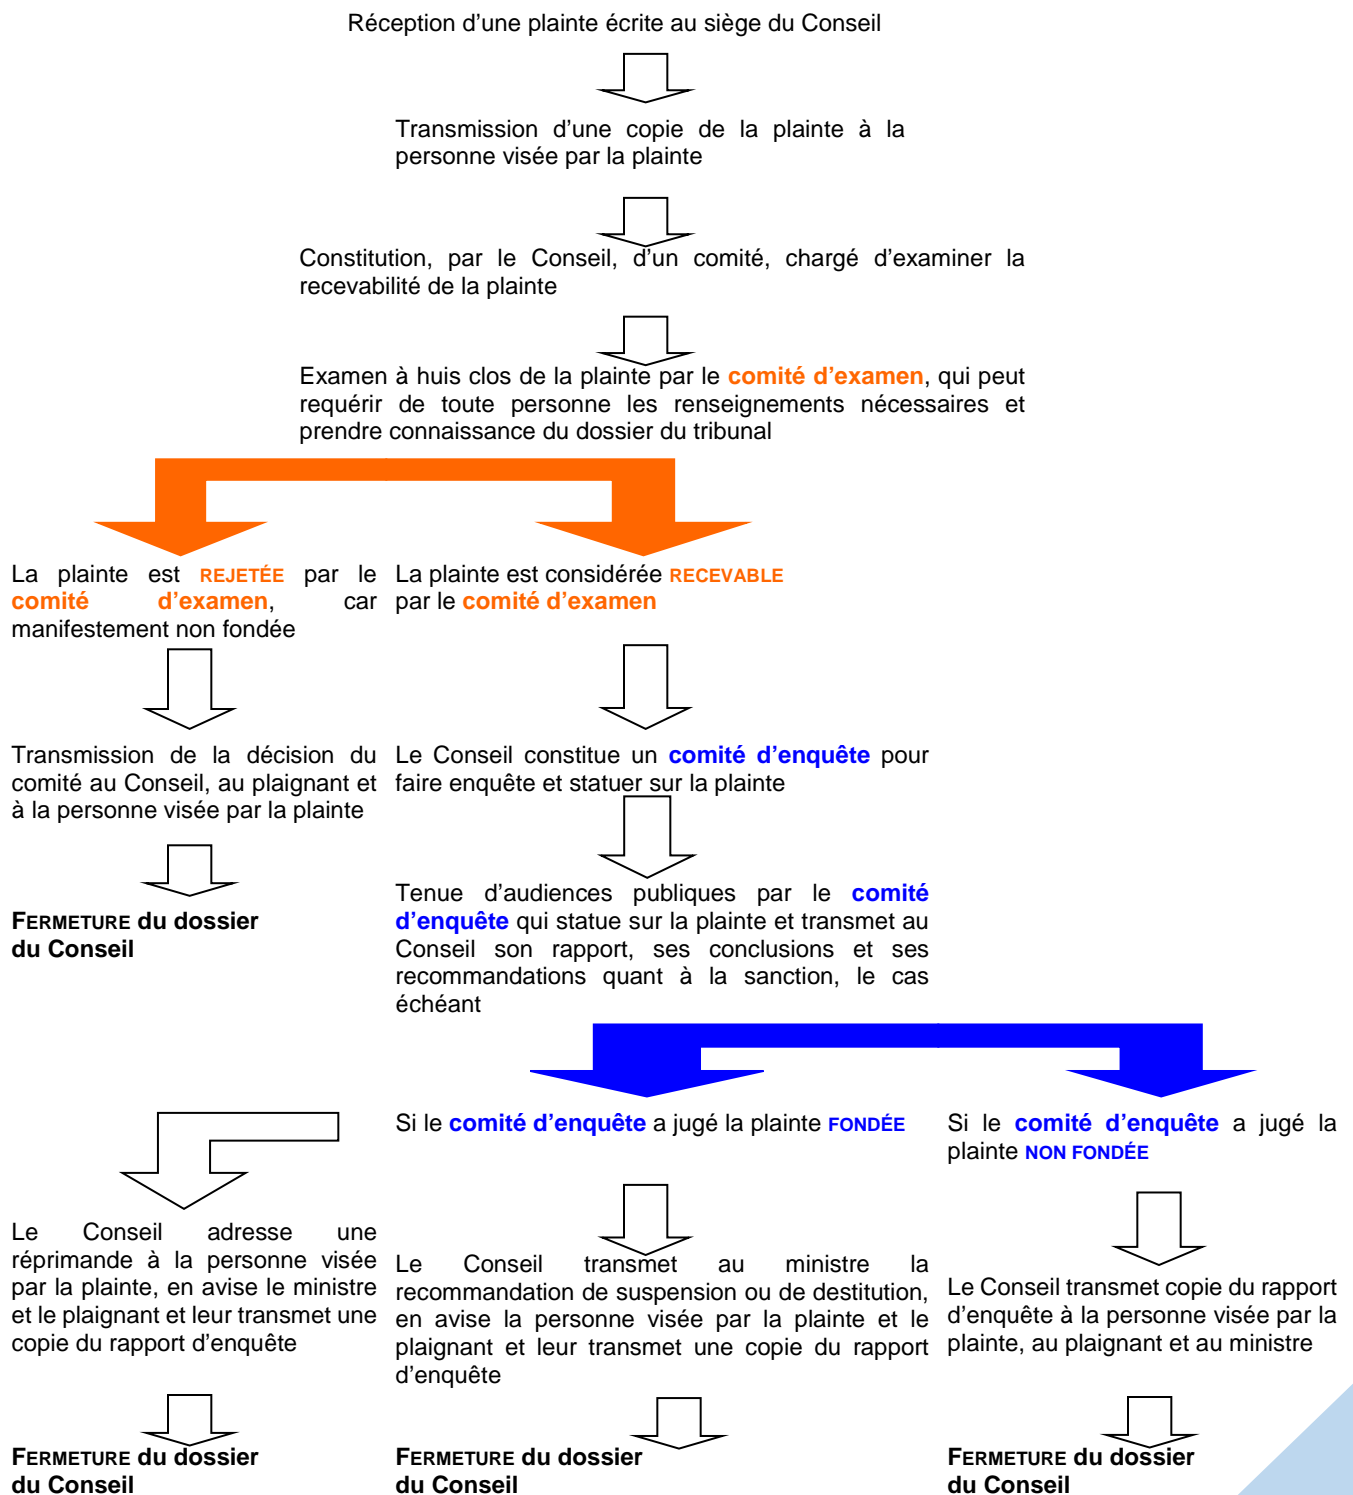 Réception d'une plainte écrite au siège du Conseil
Transmission d'une copie de la plainte à la
personne visée par la plainte
Constitution, par le Conseil, d'un comité, chargé d'examiner la
recevabilité de la plainte
Examen à huis clos de la plainte par le comité d'examen, qui peut
requérir de toute personne les renseignements nécessaires et
prendre connaissance du dossier du tribunal
La plainte est REJETÉE par le
comité d'examen, car
manifestement non fondée
La plainte est considérée RECEVABLE
par le comité d'examen
Transmission de la décision du
comité au Conseil, au plaignant et
à la personne visée par la plainte
Le Conseil constitue un comité d'enquête pour
faire enquête et statuer sur la plainte
FERMETURE du dossier
du Conseil
Tenue d'audiences publiques par le comité
d'enquête qui statue sur la plainte et transmet au
Conseil son rapport, ses conclusions et ses
recommandations quant à la sanction, le cas
échéant
Si le comité d'enquête a jugé la plainte FONDÉE
Si le comité d'enquête a jugé la
plainte NON FONDÉE
Le Conseil adresse une
réprimande à la personne visée
par la plainte, en avise le ministre
et le plaignant et leur transmet une
copie du rapport d'enquête
Le Conseil transmet au ministre la
recommandation de suspension ou de destitution,
en avise la personne visée par la plainte et le
plaignant et leur transmet une copie du rapport
d'enquête
Le Conseil transmet copie du rapport
d'enquête à la personne visée par la
plainte, au plaignant et au ministre
FERMETURE du dossier
du Conseil
FERMETURE du dossier
du Conseil
FERMETURE du dossier
du Conseil